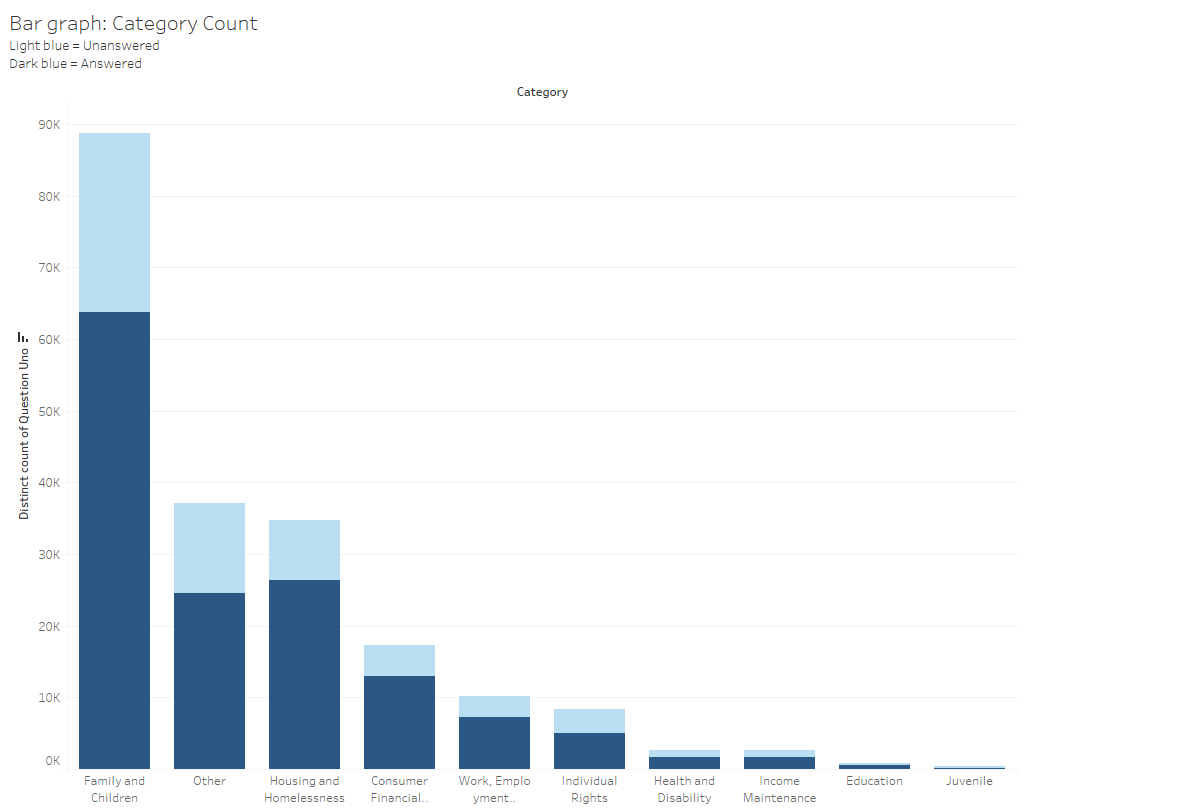 Bar graph: Category Count
Light blue = Unanswered
Dark blue = Answered
Category
Distinct count of Question Uno
90K
80K
70K
60K
50K
40K
30K
20K
10K
0K
Family and
Children
Other
Housing and
Homelessness
Consumer
Financial..
Work, Emplo
yment..
Individual
Rights
Health and
Disability
Income
Maintenance
Education
Juvenile